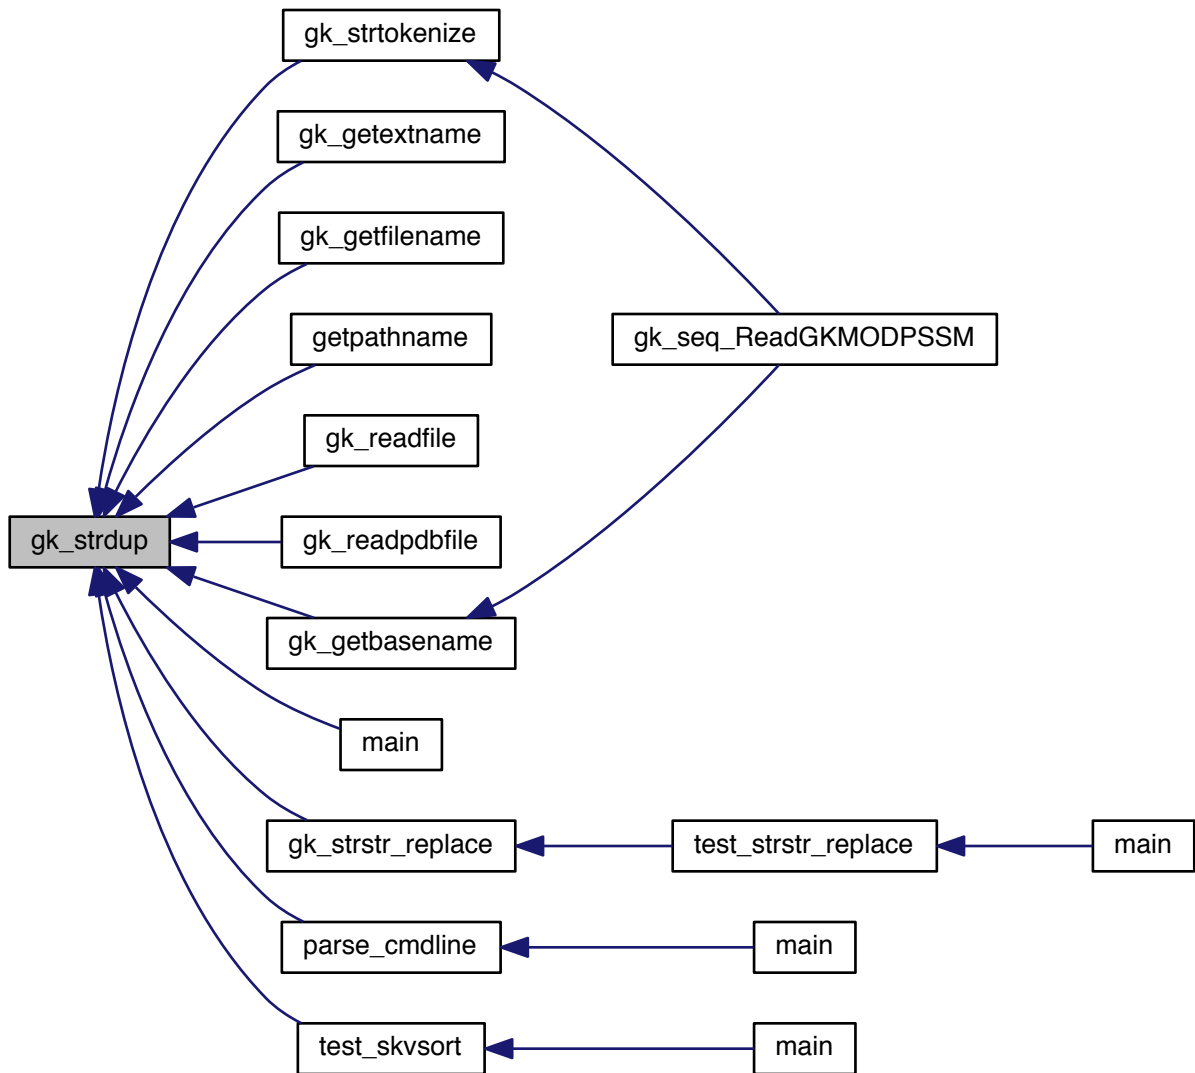 gk_strtokenize
gk_getextname
gk_getfilename
getpathname
gk_seq_ReadGKMODPSSM
gk_readfile
gk_strdup
gk_readpdbfile
gk_getbasename
main
gk_strstr_replace
test_strstr_replace
main
parse_cmdline
main
test_skvsort
main